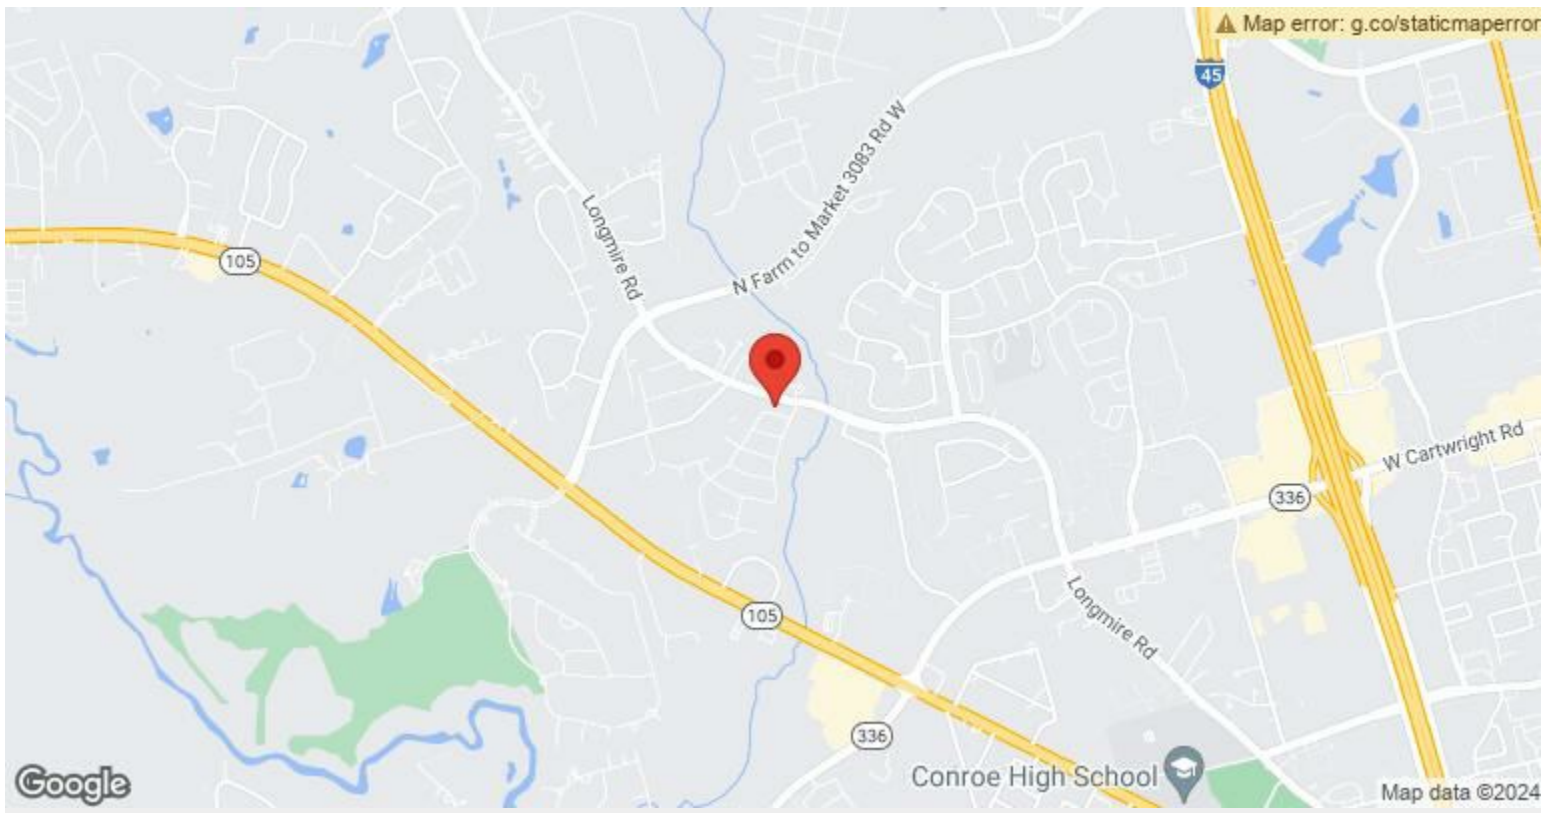 Map error: g.co/staticmaperror
45
N Farm to Market 3083 Rd W
Longmire Rd
105
W Cartwright Rd
336
105
Longmire Rd
336
Conroe High School
Google
Map data ©2024